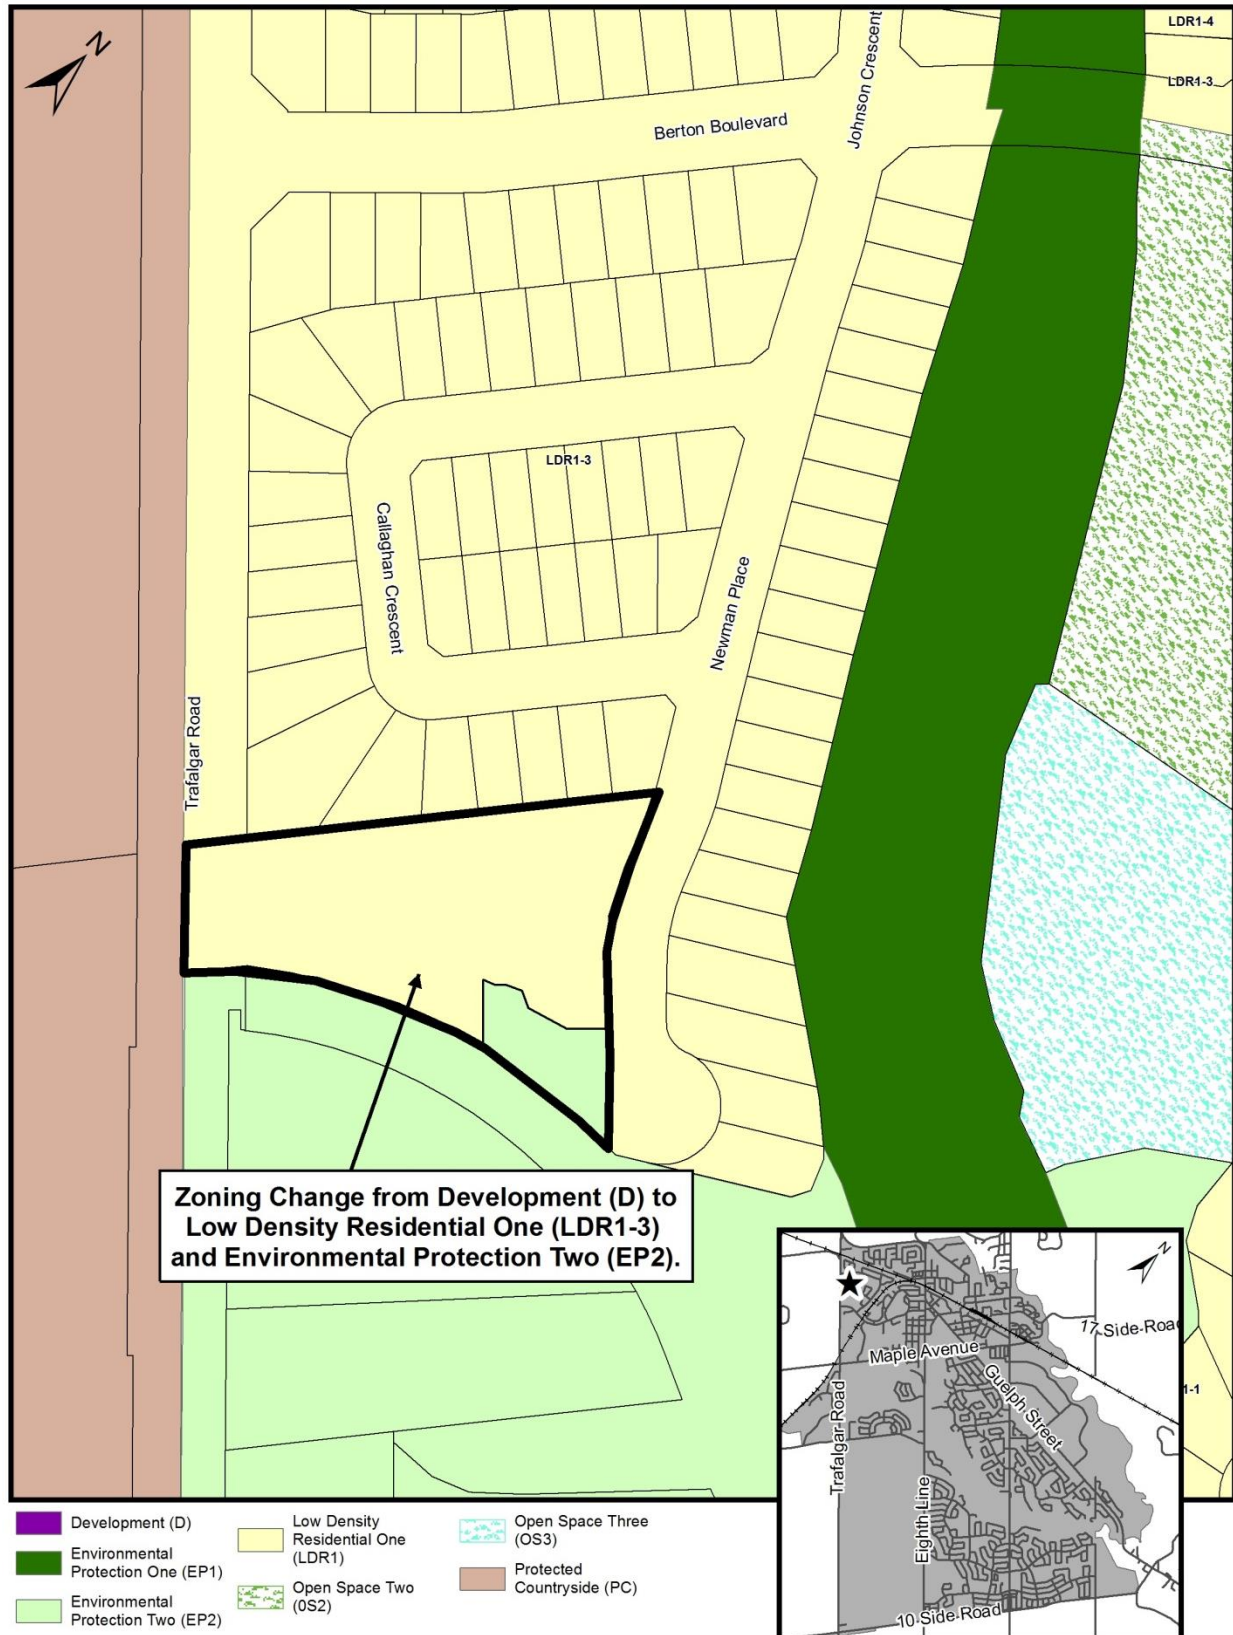 N
LDR1-4
LDR1-3
Johnson Crescent
Berton Boulevard
LDR1-3
Callaghan Crescent
Newman Place
Trafalgar Road
Zoning Change from Development (D) to
Low Density Residential One (LDR1-3)
and Environmental Protection Two (EP2).
N
17 Side Road
Maple Avenue
Guelph Street
Trafalgar Road
Eighth Line
10 Side Road
1-1
Development (D)
Environmental
Protection One (EP1)
Environmental
Protection Two (EP2)
Low Density
Residential One
(LDR1)
Open Space Two
(0S2)
Open Space Three
(OS3)
Protected
Countryside (PC)